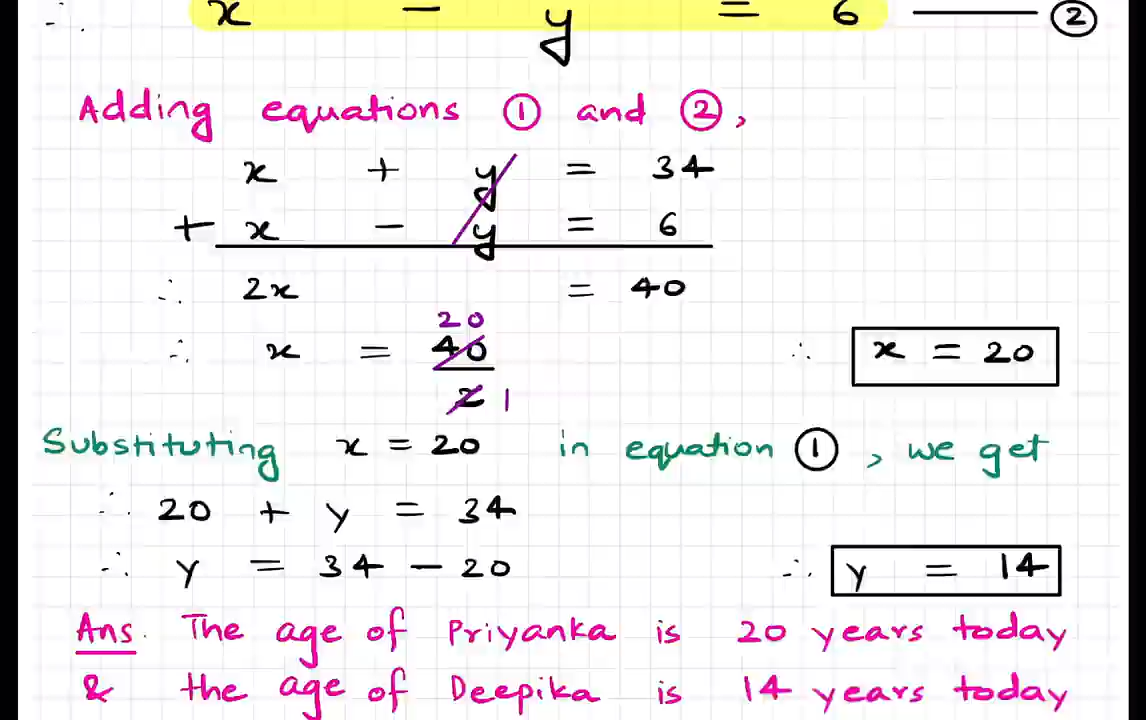 ∴ x - y = 6 —— ②
Adding equations ① and ②,
x + y = 34
+ x - y = 6
∴ 2x = 40
20
∴ x = 40 ∴ x = 20
2 1
Substituting x = 20 in equation ①, we get
∴ 20 + y = 34
∴ y = 34 - 20 ∴ y = 14
Ans. The age of Priyanka is 20 years today
& the age of Deepika is 14 years today